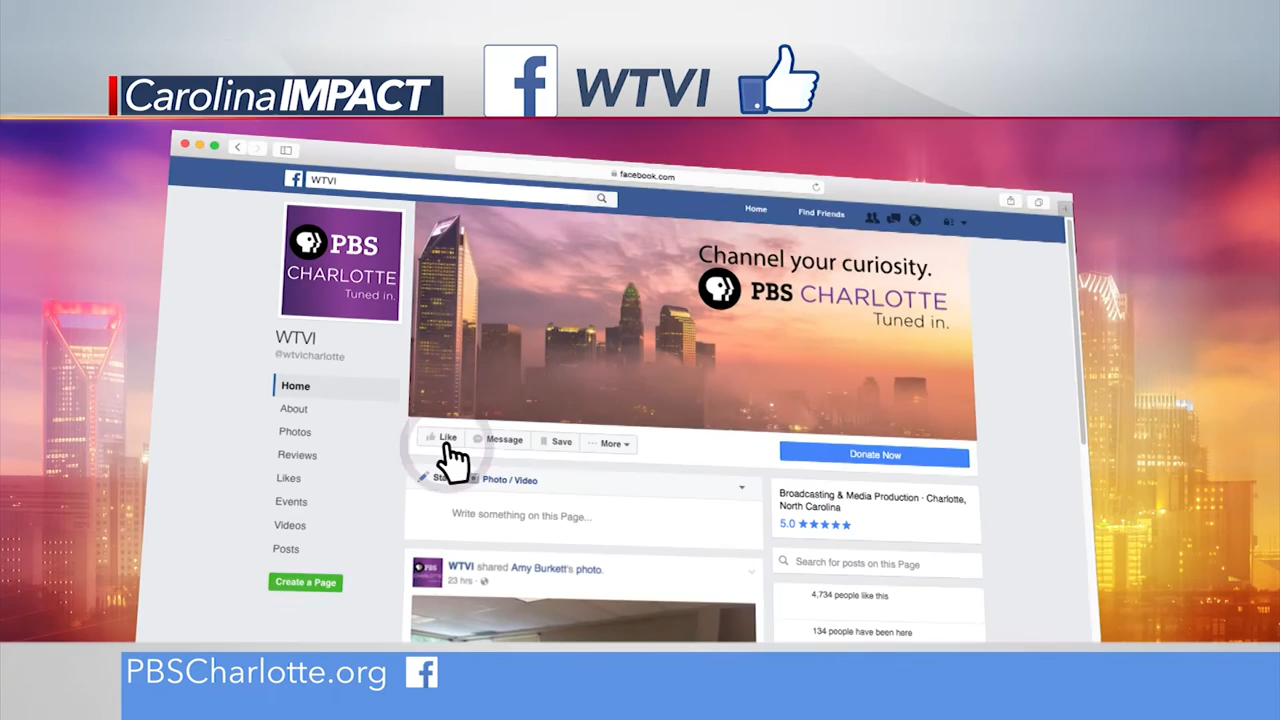 CarolinaIMPACT
WTVI
facebook.com
WTVI
Home
Find Friends
PBS
CHARLOTTE
Tuned in.
Channel your curiosity.
PBS CHARLOTTE
Tuned in.
WTVI
@wtvicharlotte
Home
About
Photos
Reviews
Likes
Events
Videos
Posts
Create a Page
Like
Message
Save
More
Donate Now
Photo / Video
Write something on this Page...
Broadcasting & Media Production · Charlotte,
North Carolina
5.0
Search for posts on this Page
4,734 people like this
134 people have been here
PBS
CHARLOTTE
WTVI shared Amy Burkett's photo.
23 hrs ·
PBSCharlotte.org